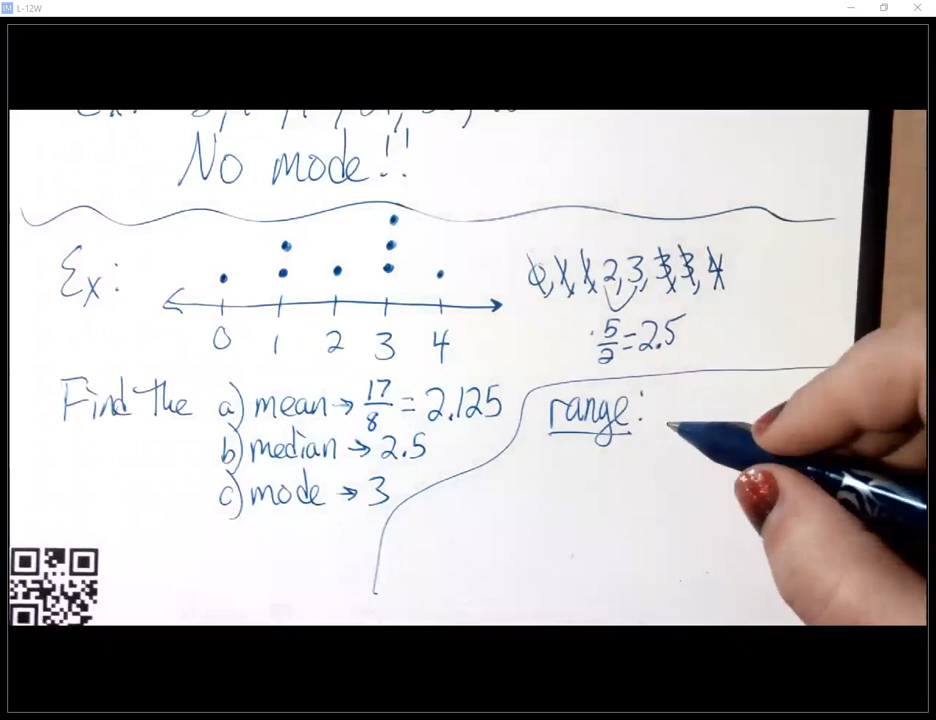 L-12W
No mode!!
Ex:
0, 1, 1, 2, 3, 3, 3, 4
5/2 = 2.5
0 1 2 3 4
Find the a) mean → 17/8 = 2.125
b) median → 2.5
c) mode → 3
range: